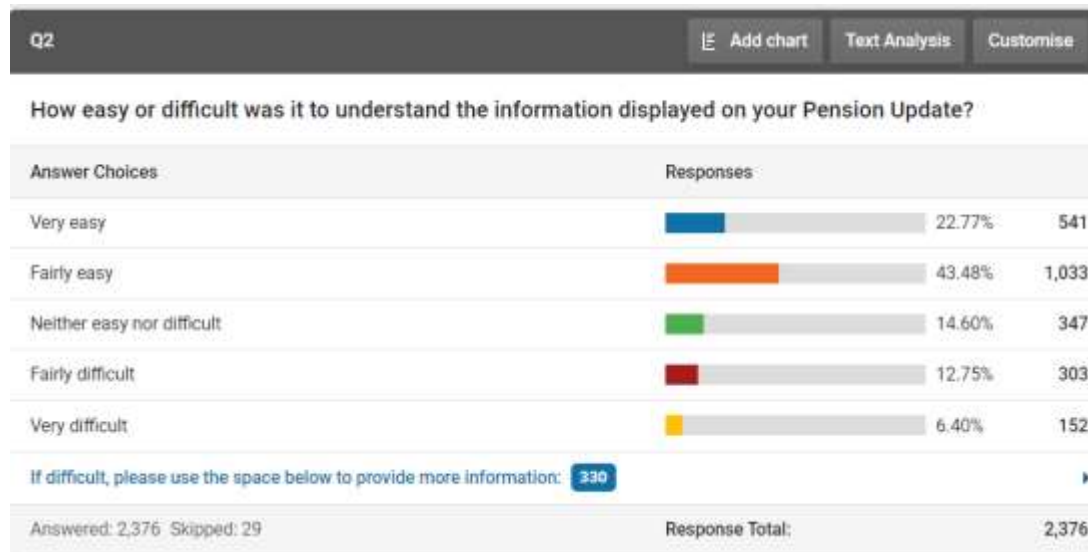 Q2 Add chart Text Analysis Customise
How easy or difficult was it to understand the information displayed on your Pension Update?
Answer Choices Responses
Very easy 22.77% 541
Fairly easy 43.48% 1,033
Neither easy nor difficult 14.60% 347
Fairly difficult 12.75% 303
Very difficult 6.40% 152
If difficult, please use the space below to provide more information: 330
Answered: 2,376 Skipped: 29 Response Total: 2,376